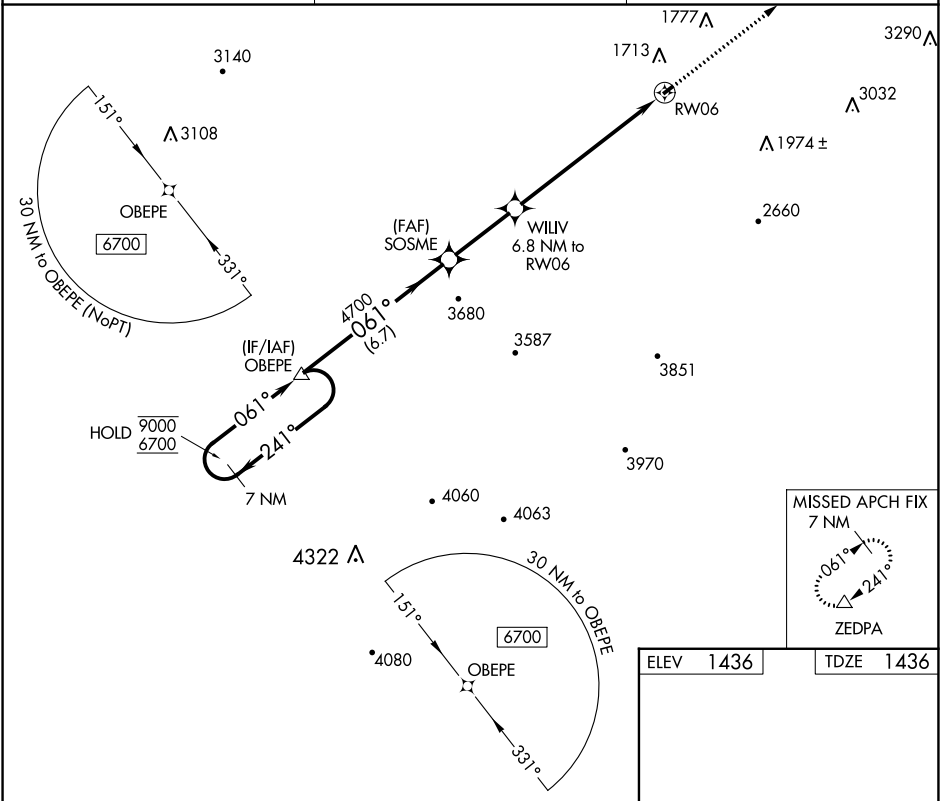 1777
3290
1713
3140
3032
RW06
151°
3108
1974 ±
OBEPE
6700
2660
(FAF)
SOSME
WILIV
6.8 NM to
RW06
331°
30 NM to OBEPE (NoPT)
4700
061°
(6.7)
3680
3587
(IF/IAF)
OBEPE
3851
061°
HOLD 9000
6700
241°
7 NM
3970
4060
4063
MISSED APCH FIX
7 NM
061°
241°
ZEDPA
4322
30 NM to OBEPE
151°
6700
4080
OBEPE
331°
ELEV 1436
TDZE 1436